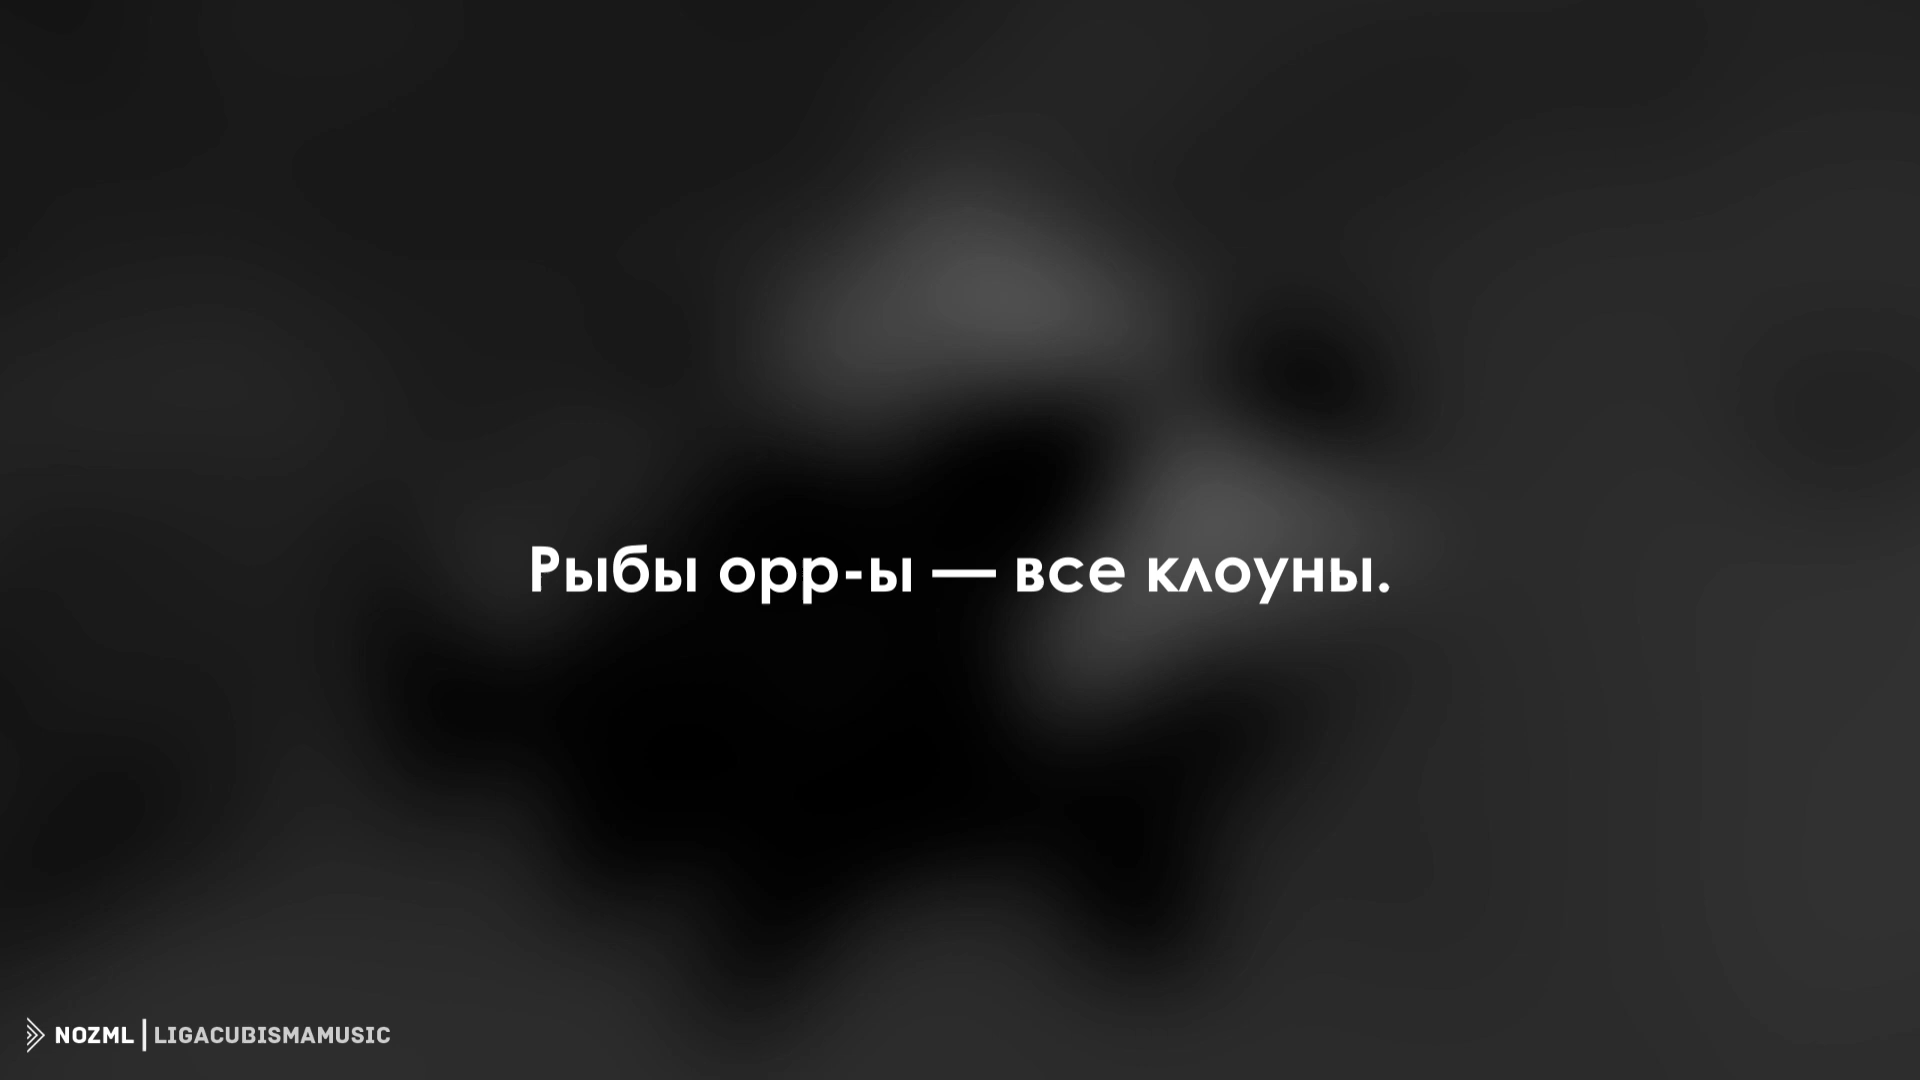 Рыбы орр-ы — все клоуны.
NOZML | LIGACUBISMAMUSIC